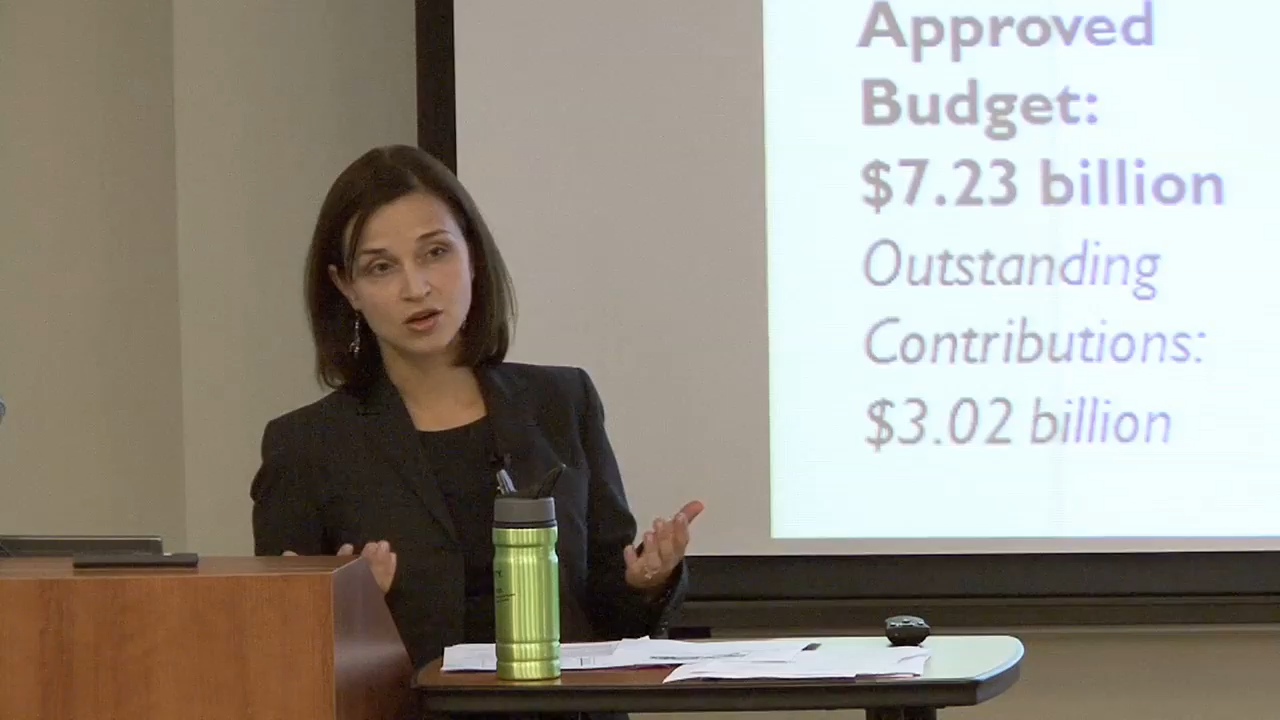 Approved
Budget:
$7.23 billion
Outstanding
Contributions:
$3.02 billion